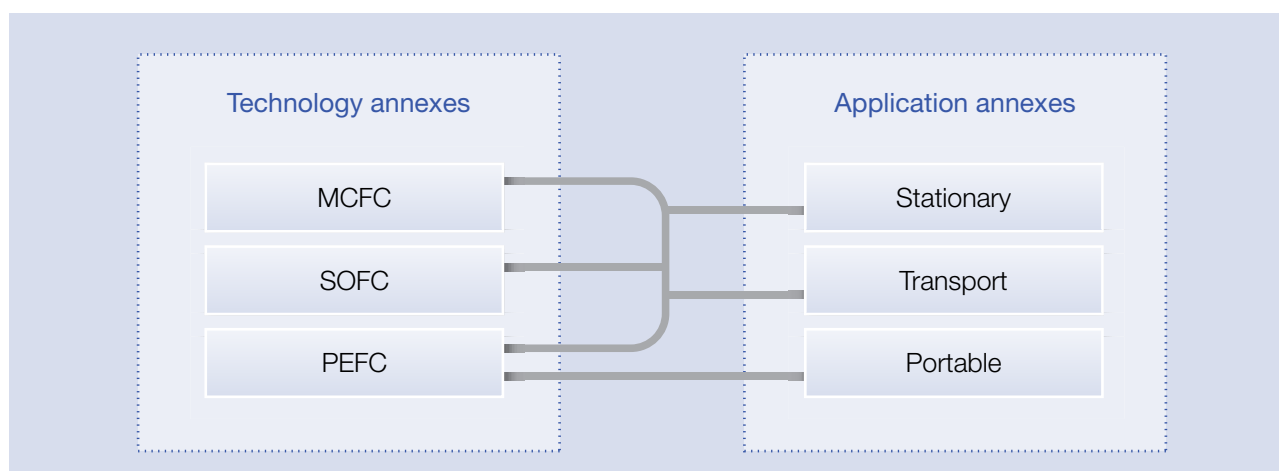 Technology annexes
MCFC
SOFC
PEFC
Application annexes
Stationary
Transport
Portable